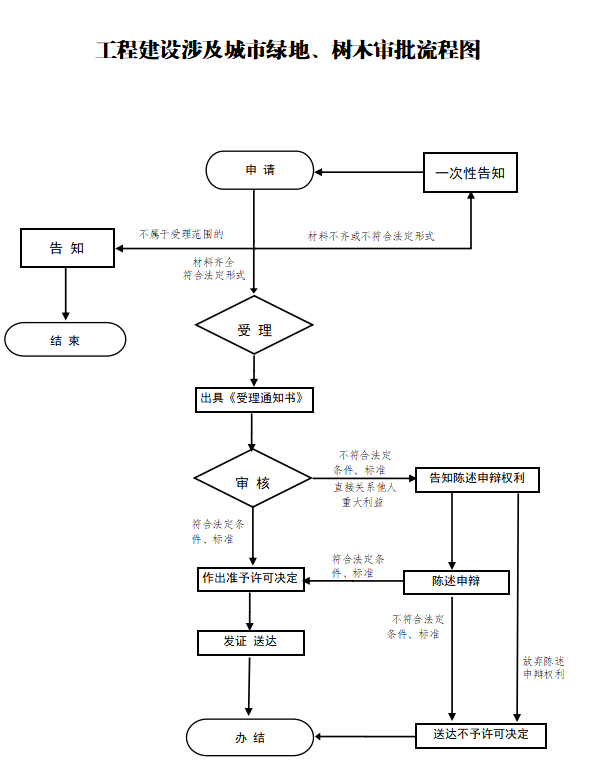 工程建设涉及城市绿地、树木审批流程图
申 请
一次性告知
不属于受理范围的
材料不齐或不符合法定形式
告 知
材料齐全
符合法定形式
受 理
结 束
出具《受理通知书》
不符合法定
条件、标准
审 核
告知陈述申辩权利
直接关系他人
重大利益
符合法定条
件、标准
符合法定条
件、标准
作出准予许可决定
陈述申辩
不符合法定
条件、标准
发证 送达
放弃陈述
申辩权利
办 结
送达不予许可决定